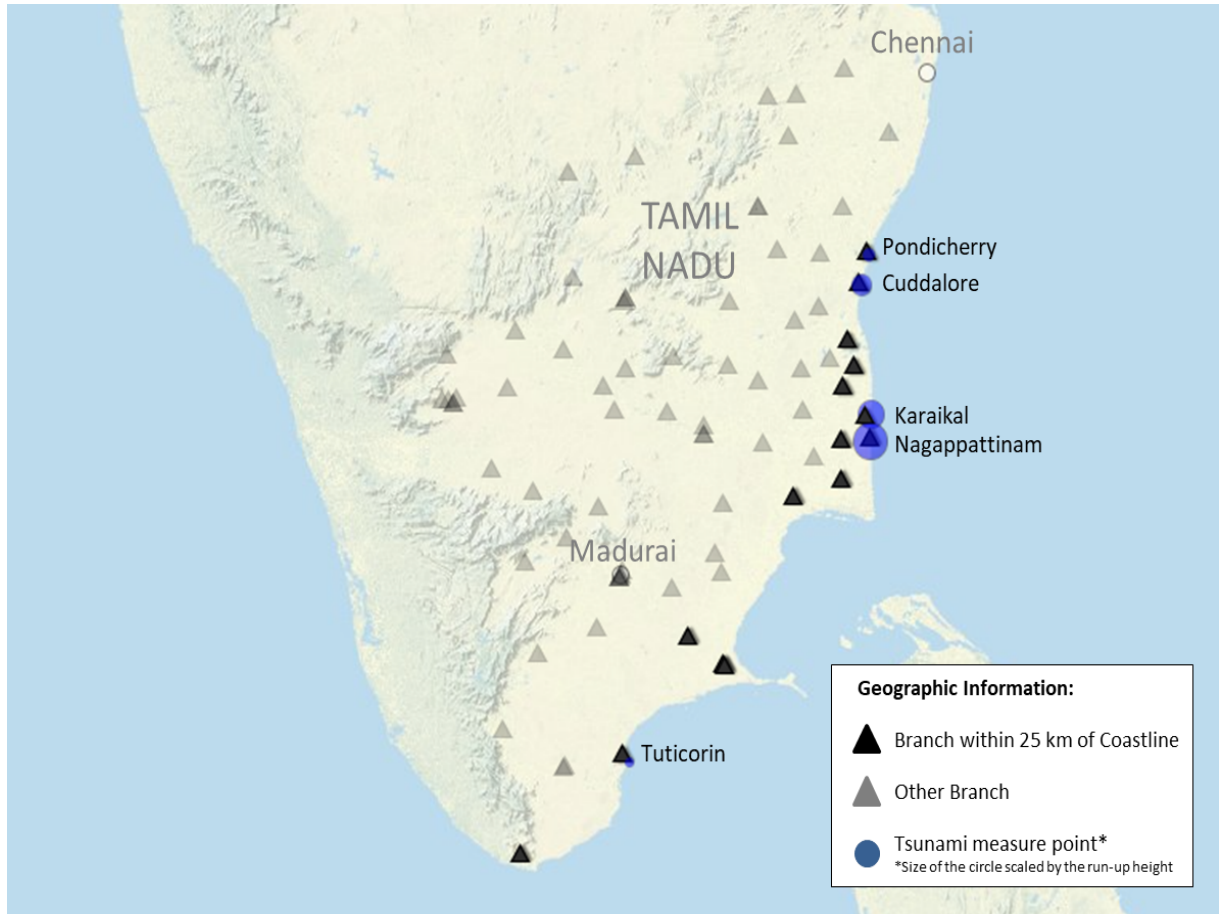 Chennai
TAMIL
NADU
Pondicherry
Cuddalore
Karaikal
Nagappattinam
Madurai
Tuticorin
Geographic Information:
Branch within 25 km of Coastline
Other Branch
Tsunami measure point*
*Size of the circle scaled by the run-up height